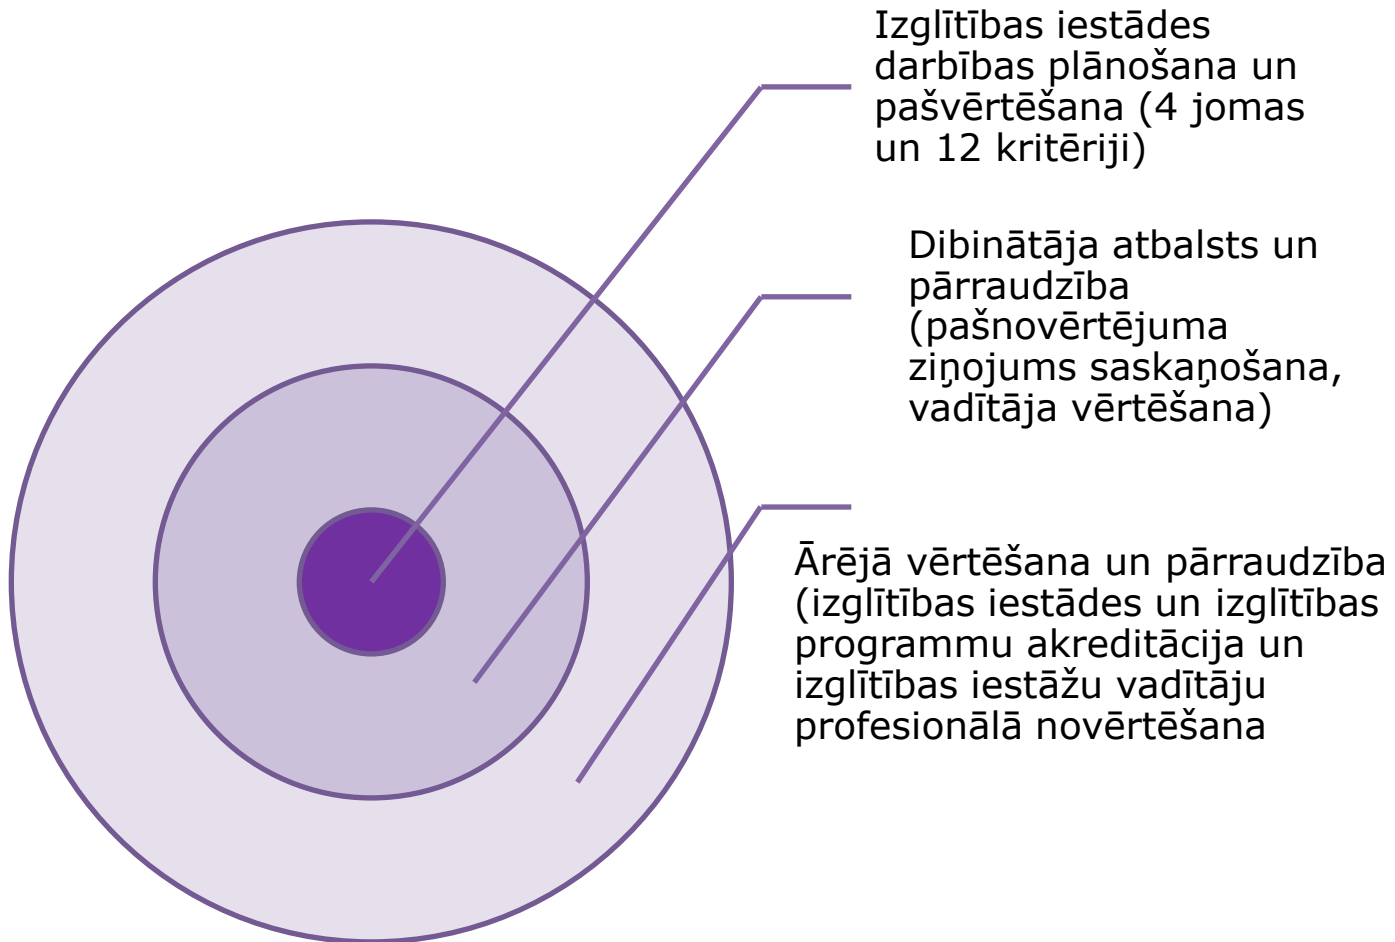 Izglītības iestādes
darbības plānošana un
pašvērtēšana (4 jomas
un 12 kritēriji)
Dibinātāja atbalsts un
pārraudzība
(pašnovērtējuma
ziņojums saskaņošana,
vadītāja vērtēšana)
Ārējā vērtēšana un pārraudzība
(izglītības iestādes un izglītības
programmu akreditācija un
izglītības iestāžu vadītāju
profesionālā novērtēšana